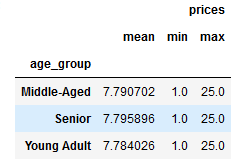 prices
mean min max
age_group
Middle-Aged 7.790702 1.0 25.0
Senior 7.795896 1.0 25.0
Young Adult 7.784026 1.0 25.0